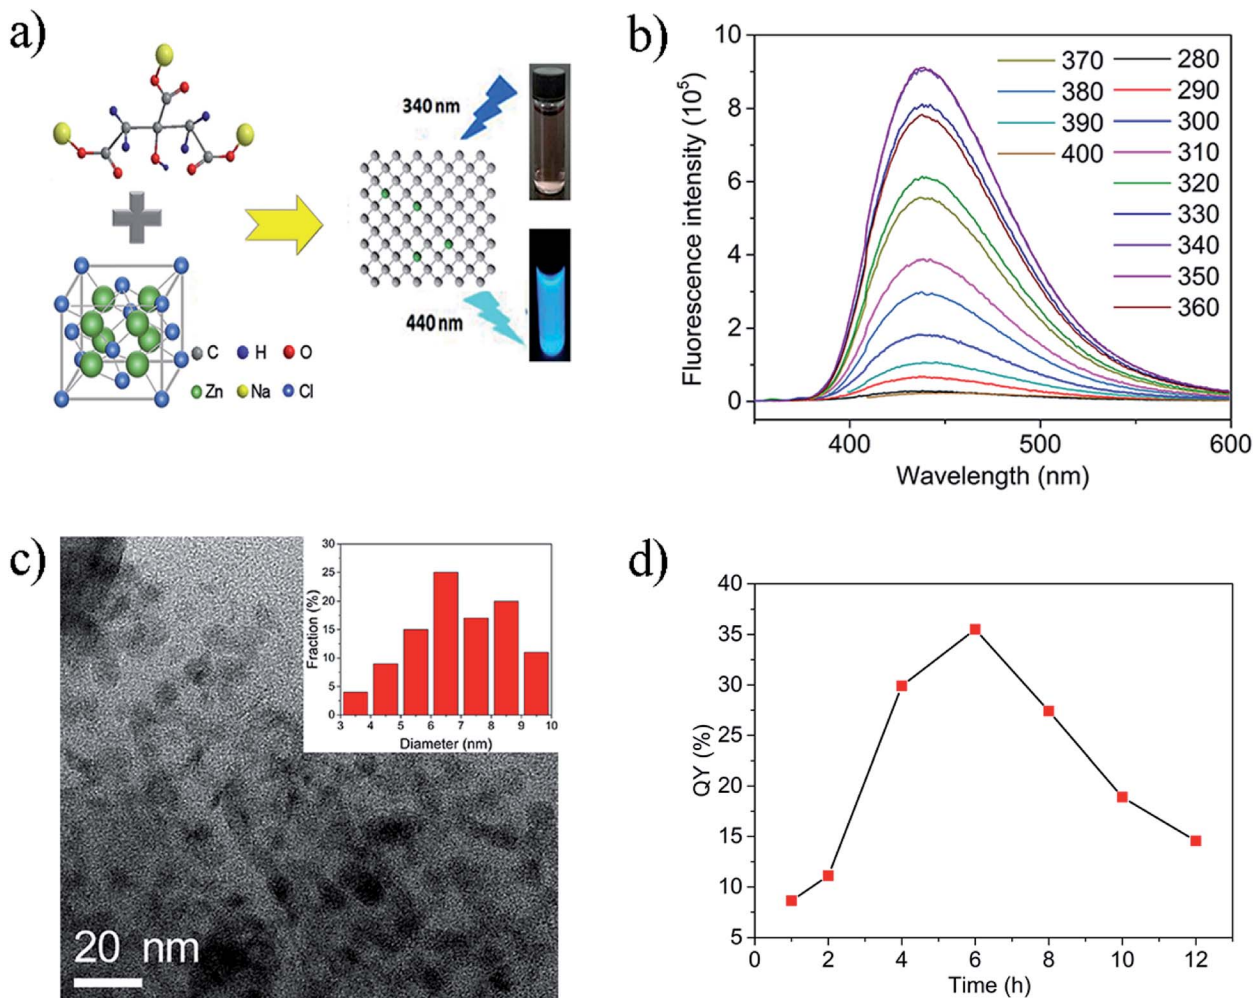 a)
340 nm
440 nm
C H O
Zn Na Cl
b)
Fluorescence intensity (10⁵)
10
8
6
4
2
0
400 500 600
Wavelength (nm)
370 280
380 290
390 300
400 310
320
330
340
350
360
c)
20 nm
Fraction (%)
30
25
20
15
10
5
0
3 4 5 6 7 8 9 10
Diameter (nm)
d)
QY (%)
40
35
30
25
20
15
10
5
0 2 4 6 8 10 12
Time (h)